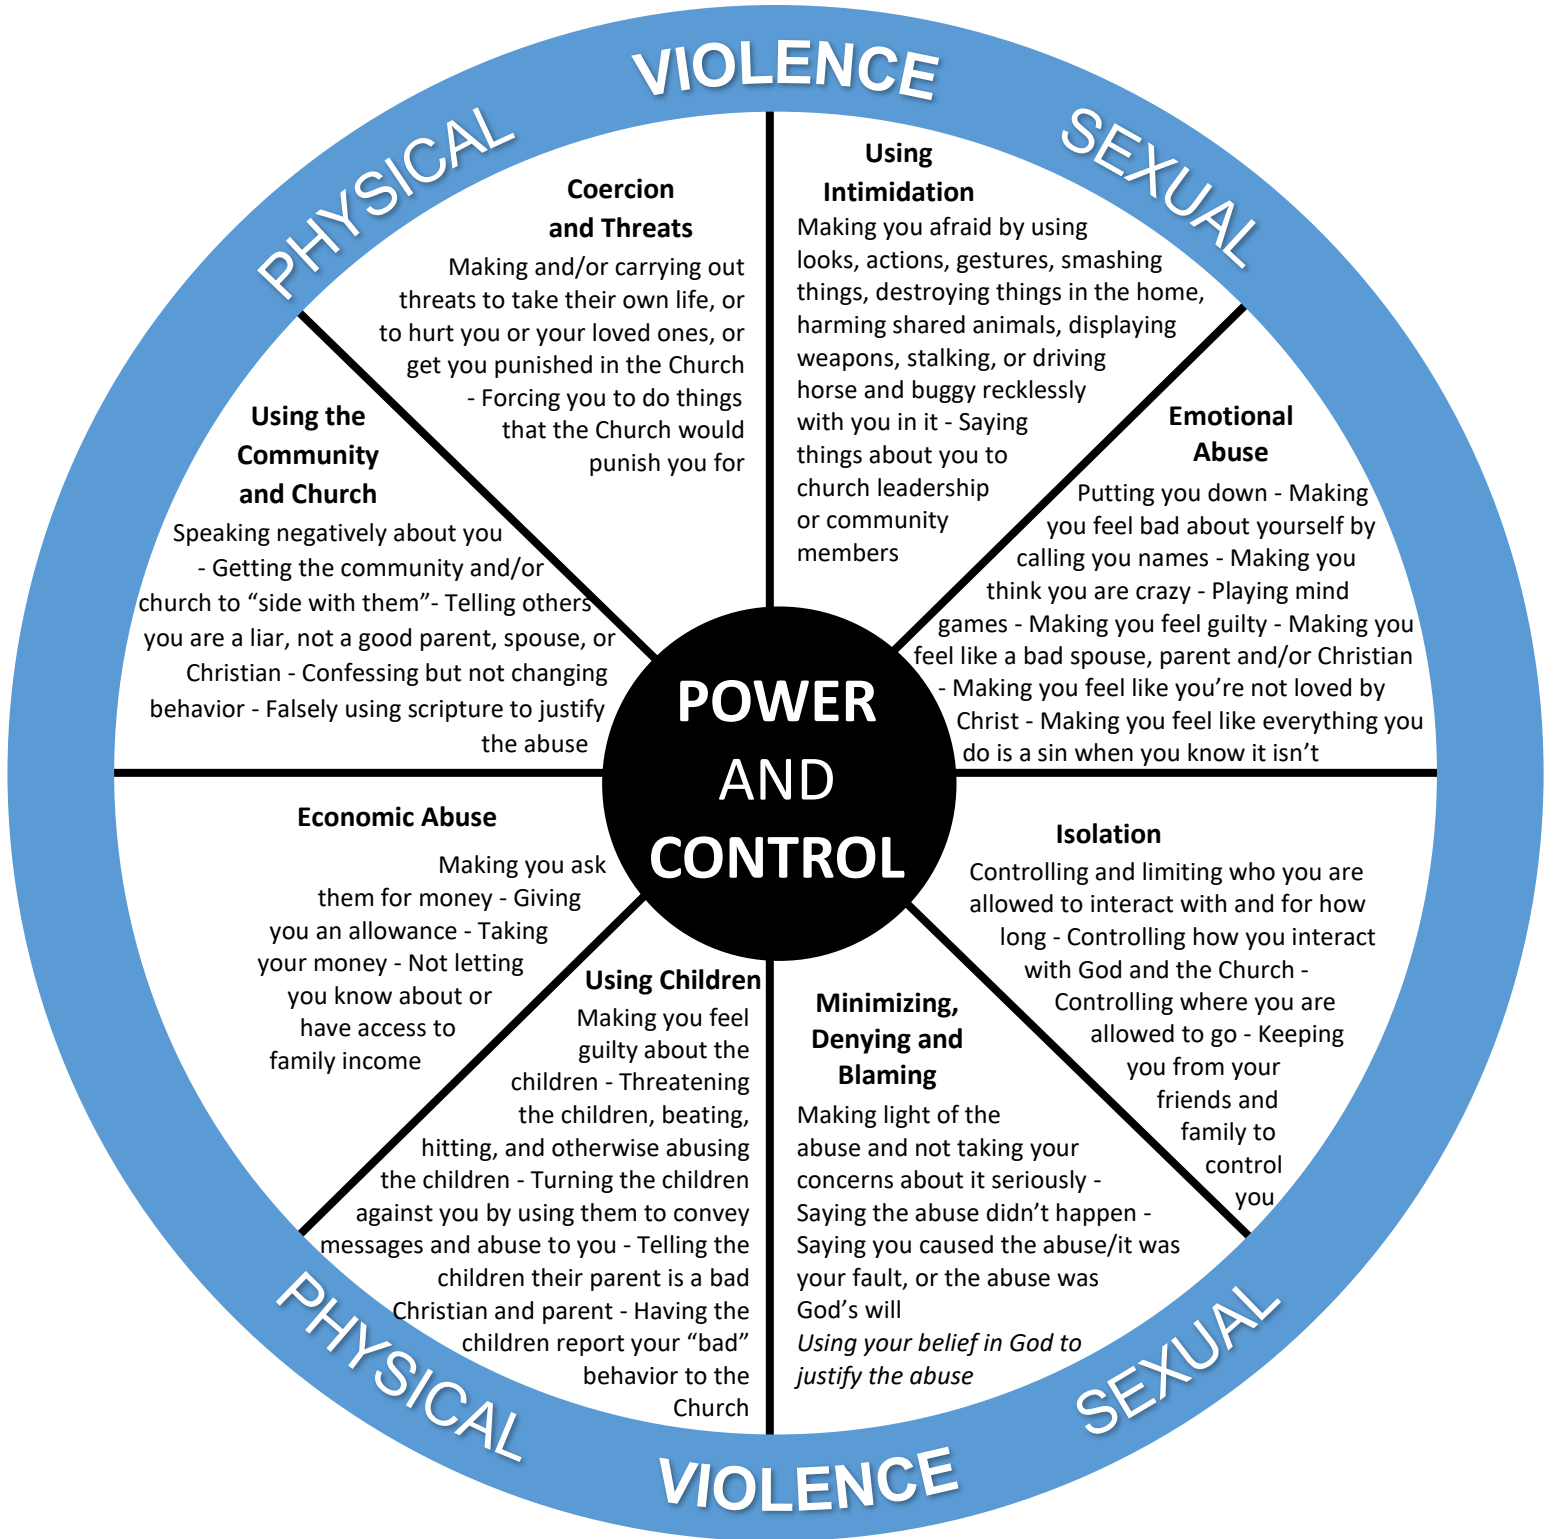 PHYSICAL
VIOLENCE
SEXUAL
Coercion
and Threats
Making and/or carrying out
threats to take their own life, or
to hurt you or your loved ones, or
get you punished in the Church
- Forcing you to do things
that the Church would
punish you for
Using
Intimidation
Making you afraid by using
looks, actions, gestures, smashing
things, destroying things in the home,
harming shared animals, displaying
weapons, stalking, or driving
horse and buggy recklessly
with you in it - Saying
things about you to
church leadership
or community
members
Emotional
Abuse
Putting you down - Making
you feel bad about yourself by
calling you names - Making you
think you are crazy - Playing mind
games - Making you feel guilty - Making you
feel like a bad spouse, parent and/or Christian
- Making you feel like you’re not loved by
Christ - Making you feel like everything you
do is a sin when you know it isn’t
Using the
Community
and Church
Speaking negatively about you
- Getting the community and/or
church to “side with them”- Telling others
you are a liar, not a good parent, spouse, or
Christian - Confessing but not changing
behavior - Falsely using scripture to justify
the abuse
POWER
AND
CONTROL
Economic Abuse
Making you ask
them for money - Giving
you an allowance - Taking
your money - Not letting
you know about or
have access to
family income
Isolation
Controlling and limiting who you are
allowed to interact with and for how
long - Controlling how you interact
with God and the Church -
Controlling where you are
allowed to go - Keeping
you from your
friends and
family to
control
you
Using Children
Making you feel
guilty about the
children - Threatening
the children, beating,
hitting, and otherwise abusing
the children - Turning the children
against you by using them to convey
messages and abuse to you - Telling the
children their parent is a bad
Christian and parent - Having the
children report your “bad”
behavior to the
Church
Minimizing,
Denying and
Blaming
Making light of the
abuse and not taking your
concerns about it seriously -
Saying the abuse didn’t happen -
Saying you caused the abuse/it was
your fault, or the abuse was
God’s will
Using your belief in God to
justify the abuse
PHYSICAL
VIOLENCE
SEXUAL